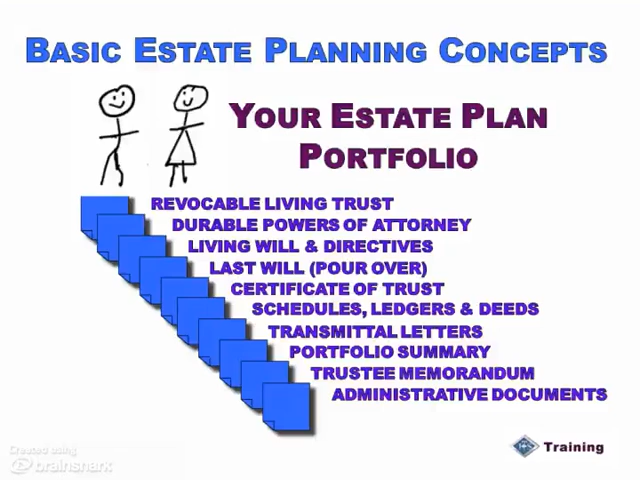 BASIC ESTATE PLANNING CONCEPTS
YOUR ESTATE PLAN
PORTFOLIO
REVOCABLE LIVING TRUST
DURABLE POWERS OF ATTORNEY
LIVING WILL & DIRECTIVES
LAST WILL (POUR OVER)
CERTIFICATE OF TRUST
SCHEDULES, LEDGERS & DEEDS
TRANSMITTAL LETTERS
PORTFOLIO SUMMARY
TRUSTEE MEMORANDUM
ADMINISTRATIVE DOCUMENTS
Created using
brainshark
Training